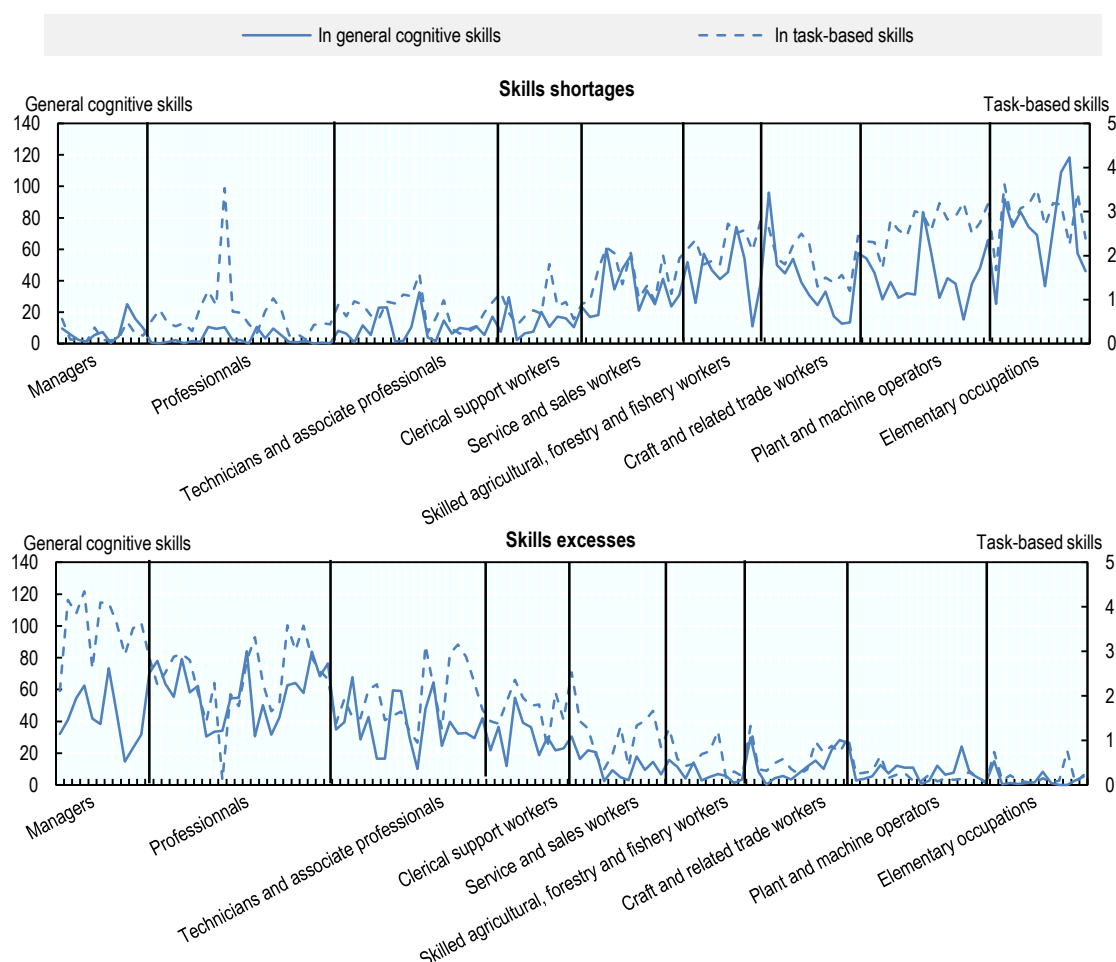 In general cognitive skills
In task-based skills
Skills shortages
General cognitive skills
Task-based skills
140
120
100
80
60
40
20
0
5
4
3
2
1
0
Managers
Professionnals
Technicians and associate professionals
Clerical support workers
Service and sales workers
Skilled agricultural, forestry and fishery workers
Craft and related trade workers
Plant and machine operators
Elementary occupations
Skills excesses
General cognitive skills
Task-based skills
140
120
100
80
60
40
20
0
5
4
3
2
1
0
Managers
Professionnals
Technicians and associate professionals
Clerical support workers
Service and sales workers
Skilled agricultural, forestry and fishery workers
Craft and related trade workers
Plant and machine operators
Elementary occupations